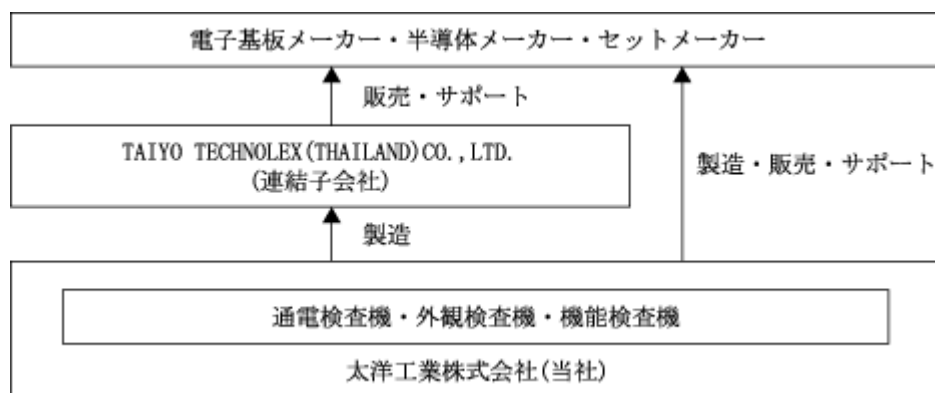 電子基板メーカー・半導体メーカー・セットメーカー
販売・サポート
TAIYO TECHNOLEX(THAILAND)CO.,LTD.
(連結子会社)
製造・販売・サポート
製造
通電検査機・外観検査機・機能検査機
太洋工業株式会社(当社)